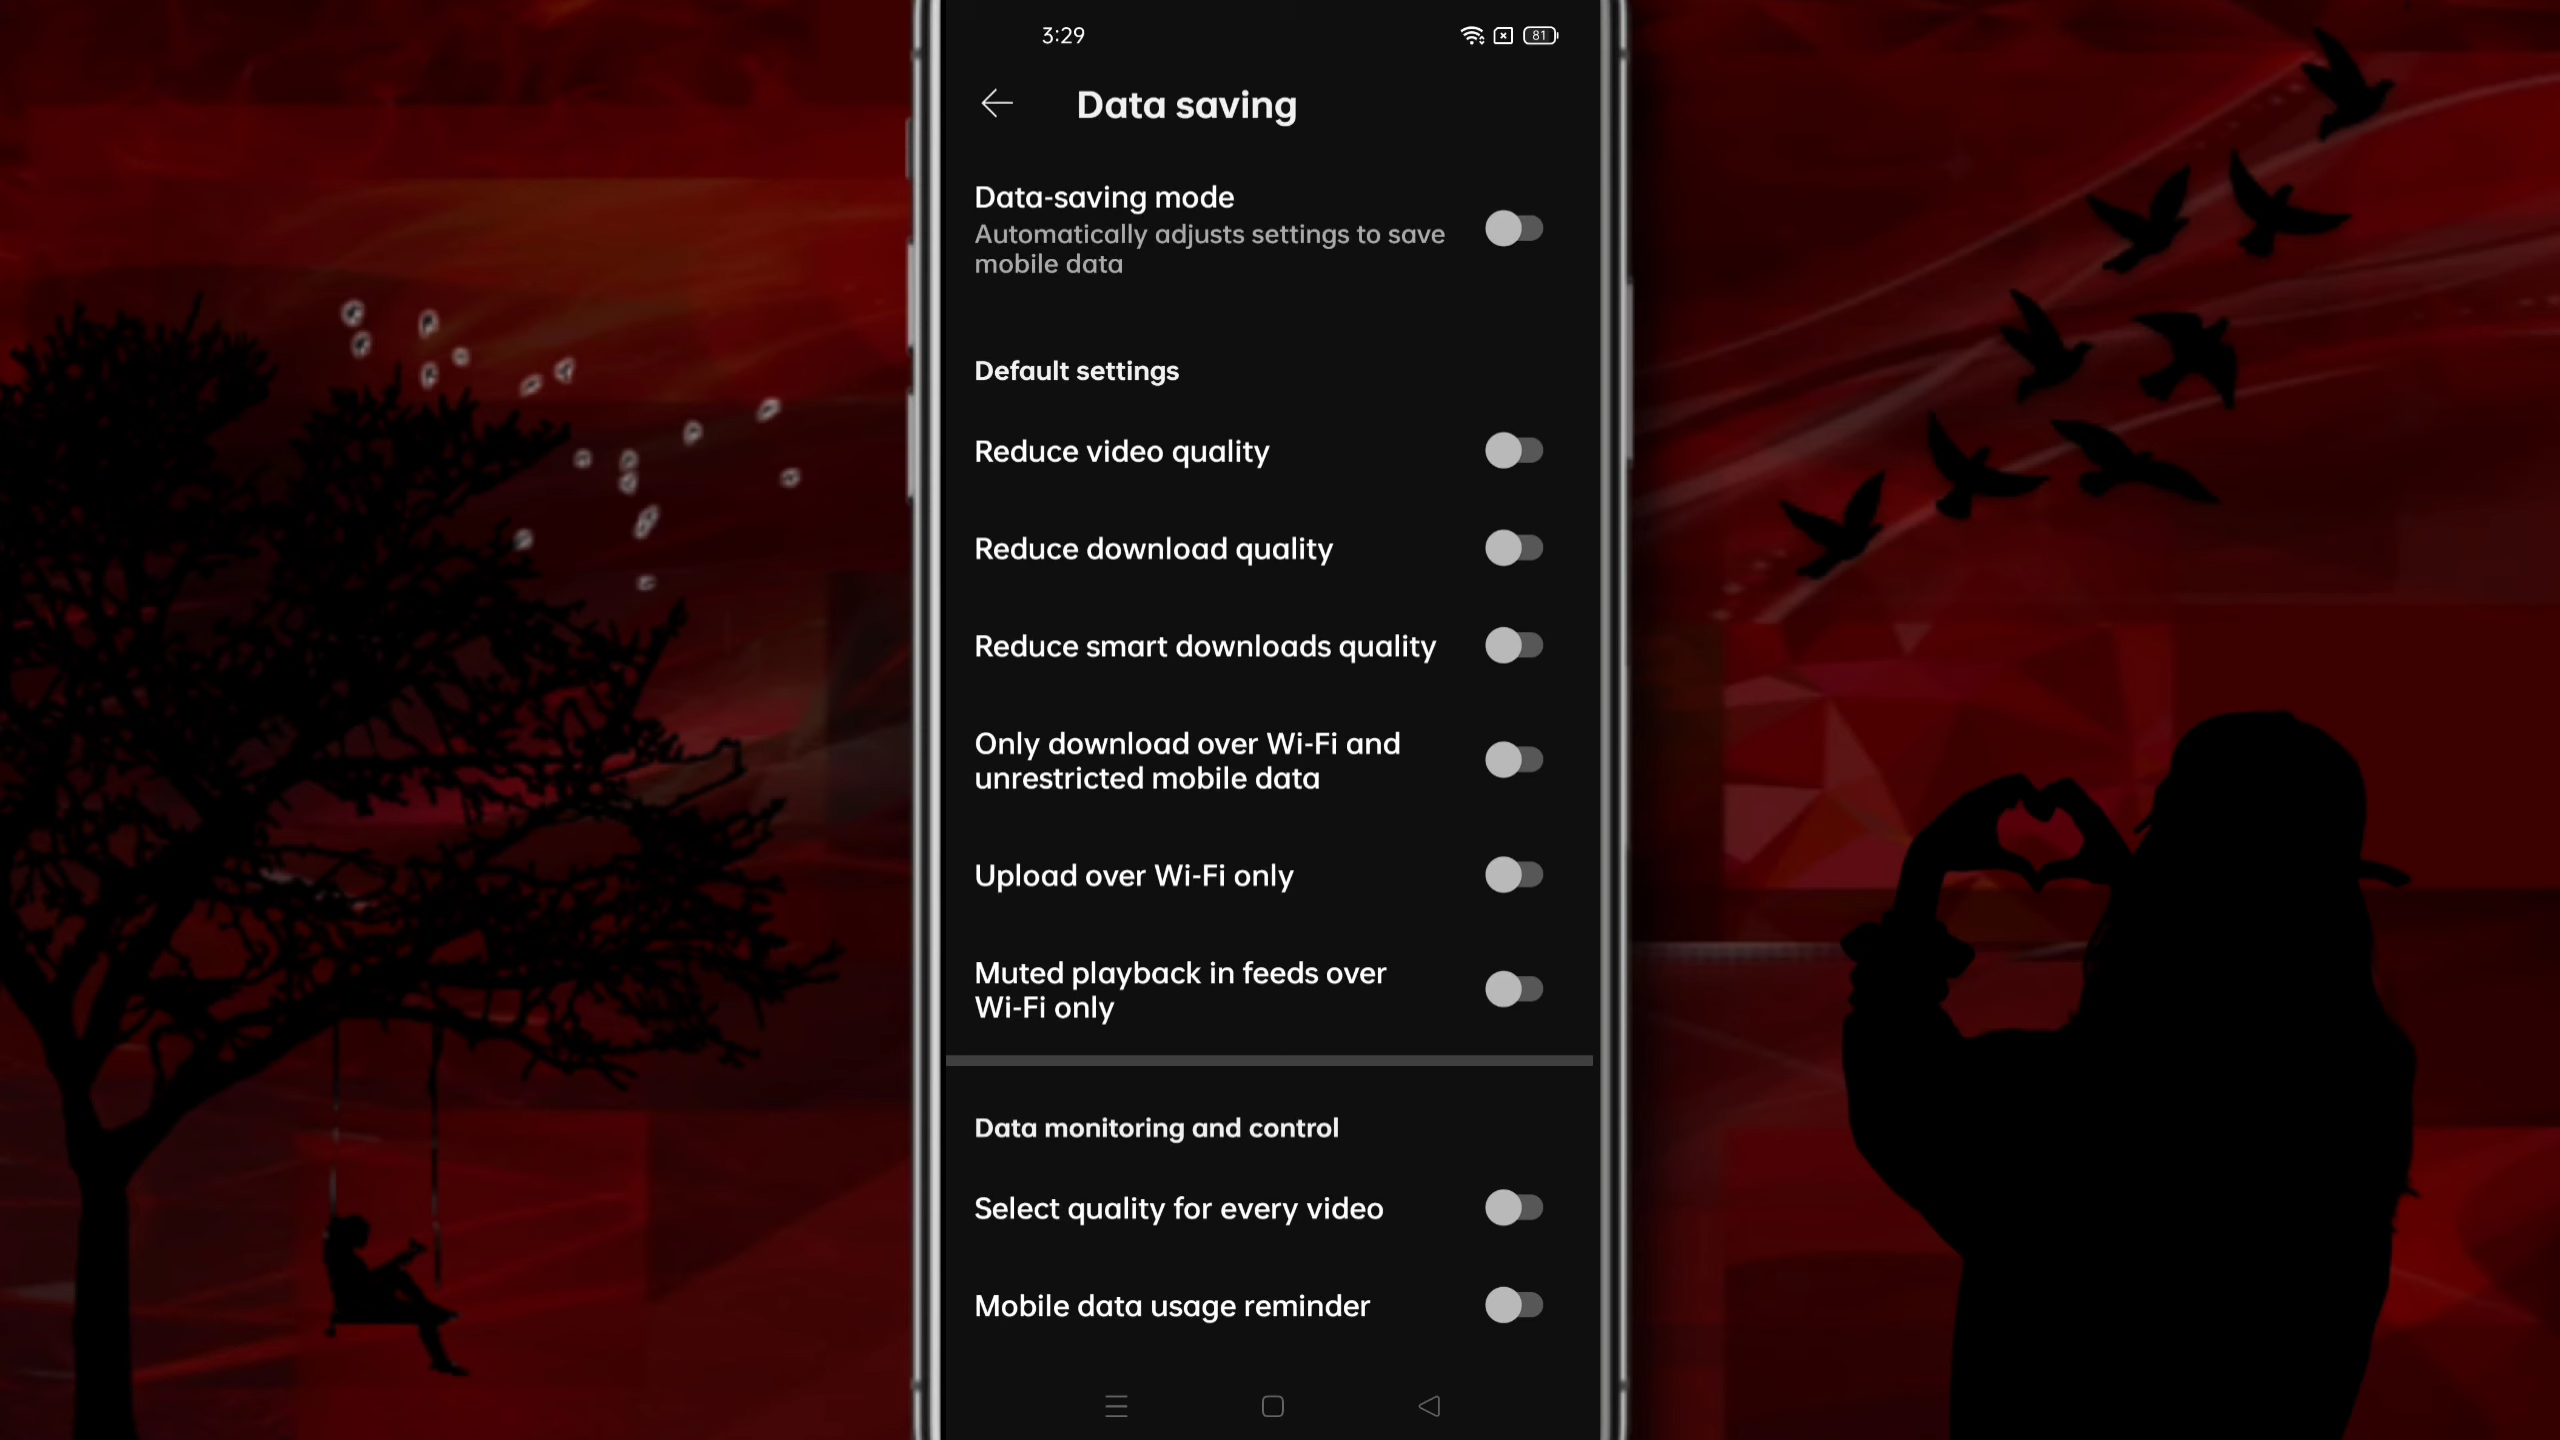 3:29
81
Data saving
Data-saving mode
Automatically adjusts settings to save
mobile data
Default settings
Reduce video quality
Reduce download quality
Reduce smart downloads quality
Only download over Wi-Fi and
unrestricted mobile data
Upload over Wi-Fi only
Muted playback in feeds over
Wi-Fi only
Data monitoring and control
Select quality for every video
Mobile data usage reminder